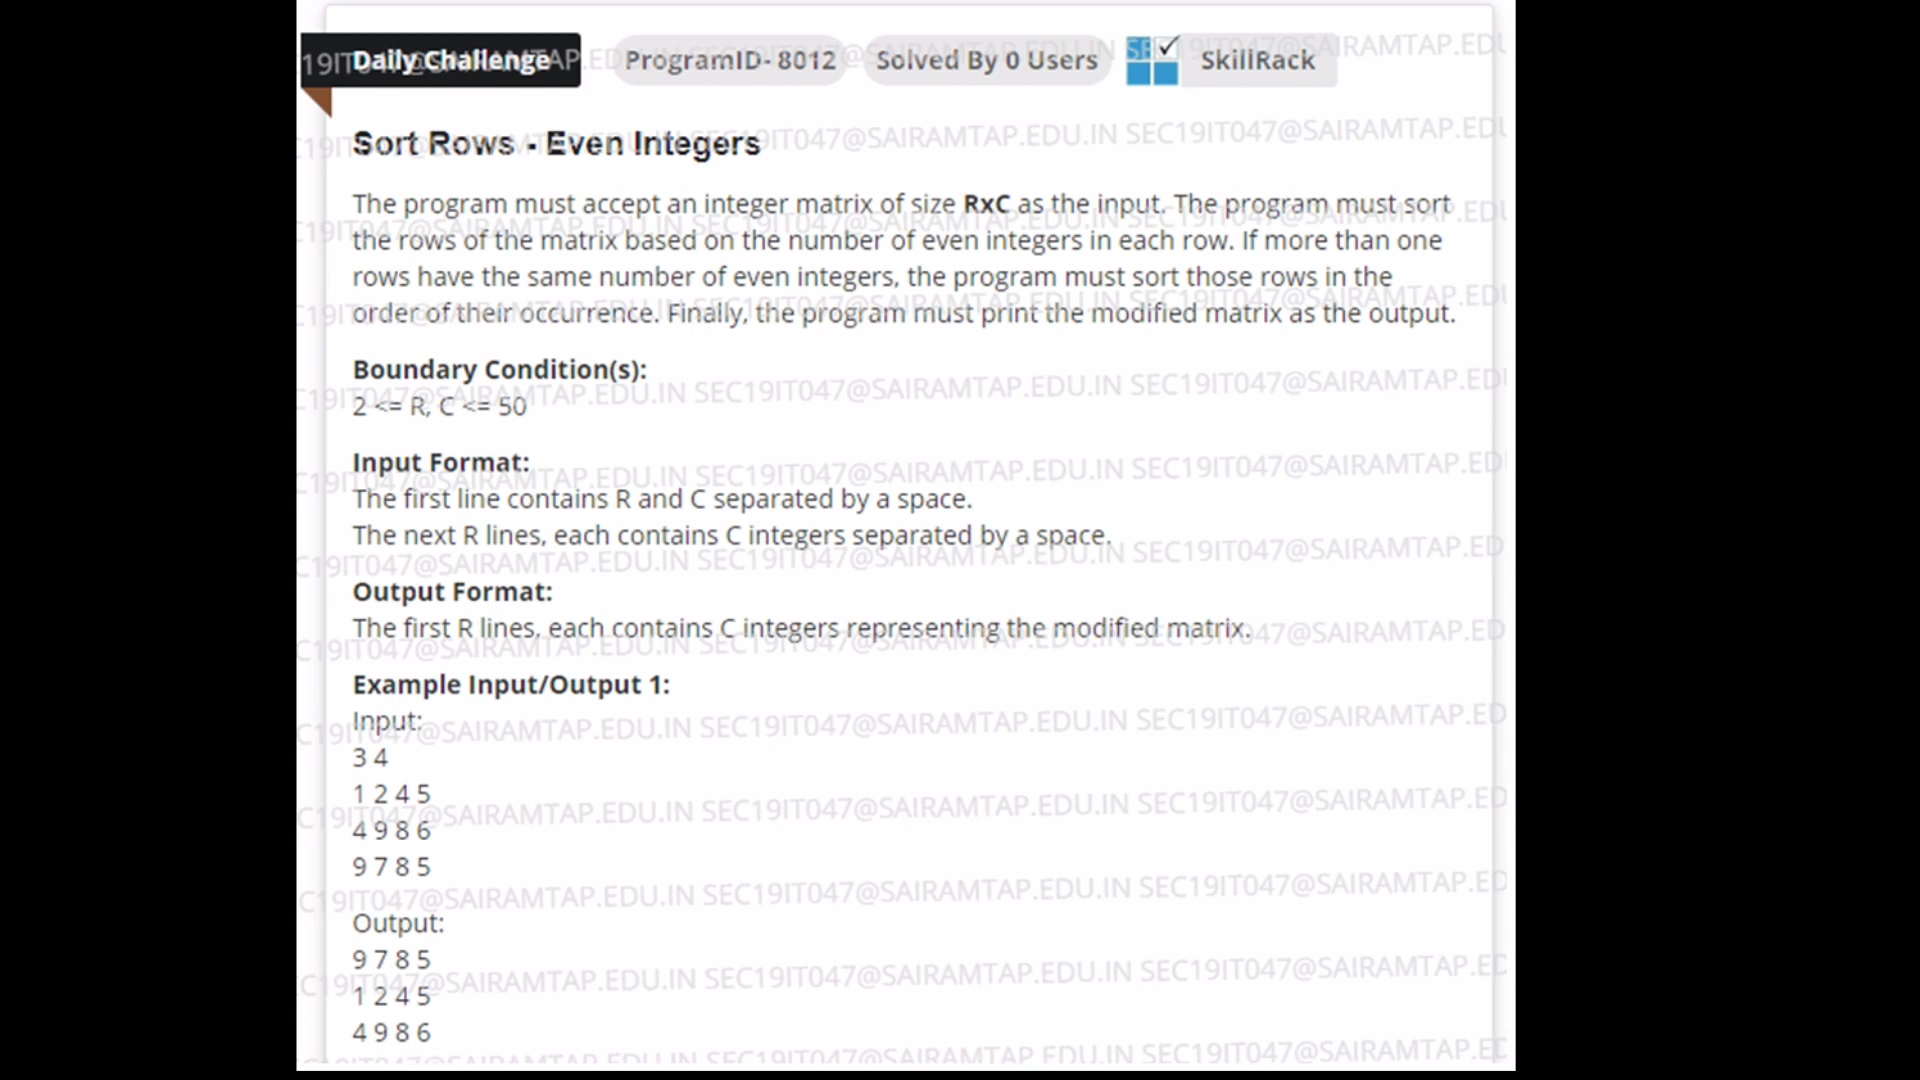 Daily Challenge
ProgramID- 8012
Solved By 0 Users
SkillRack
Sort Rows - Even Integers
The program must accept an integer matrix of size RxC as the input. The program must sort
the rows of the matrix based on the number of even integers in each row. If more than one
rows have the same number of even integers, the program must sort those rows in the
order of their occurrence. Finally, the program must print the modified matrix as the output.
Boundary Condition(s):
2 <= R, C <= 50
Input Format:
The first line contains R and C separated by a space.
The next R lines, each contains C integers separated by a space.
Output Format:
The first R lines, each contains C integers representing the modified matrix.
Example Input/Output 1:
Input:
3 4
1 2 4 5
4 9 8 6
9 7 8 5
Output:
9 7 8 5
1 2 4 5
4 9 8 6